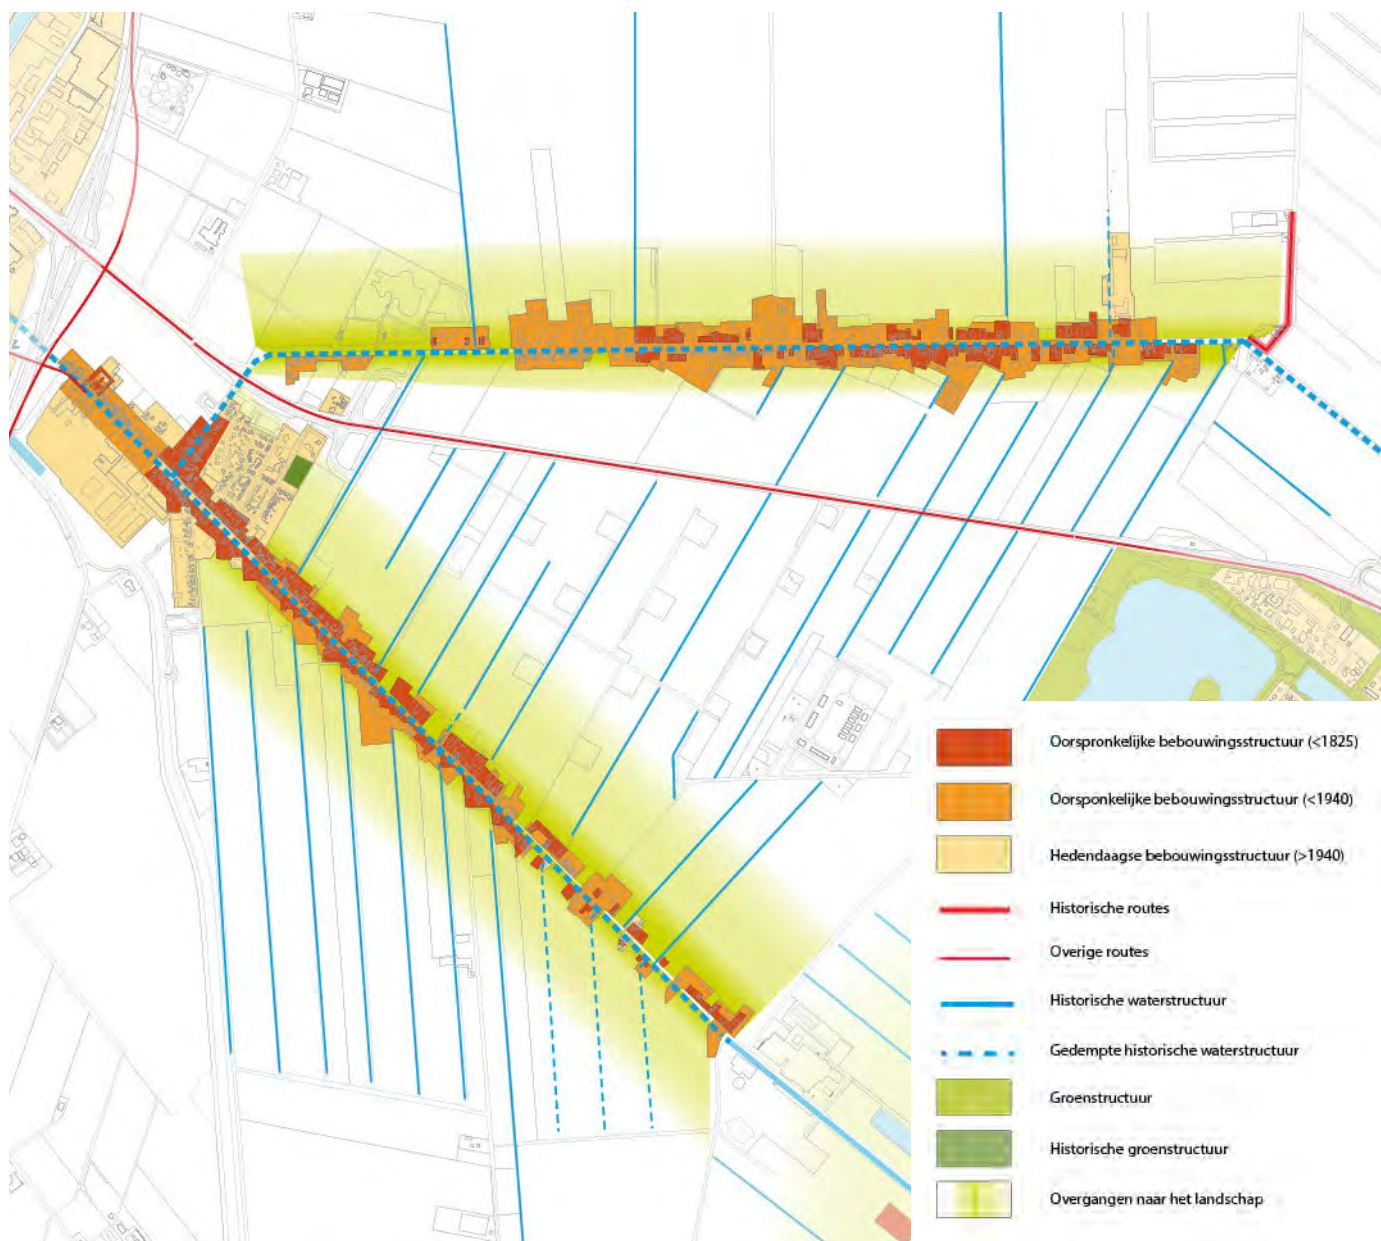 Oorspronkelijke bebouwingsstructuur (<1825)
Oorsponkelijke bebouwingsstructuur (<1940)
Hedendaagse bebouwingsstructuur (>1940)
Historische routes
Overige routes
Historische waterstructuur
Gedempte historische waterstructuur
Groenstructuur
Historische groenstructuur
Overgangen naar het landschap